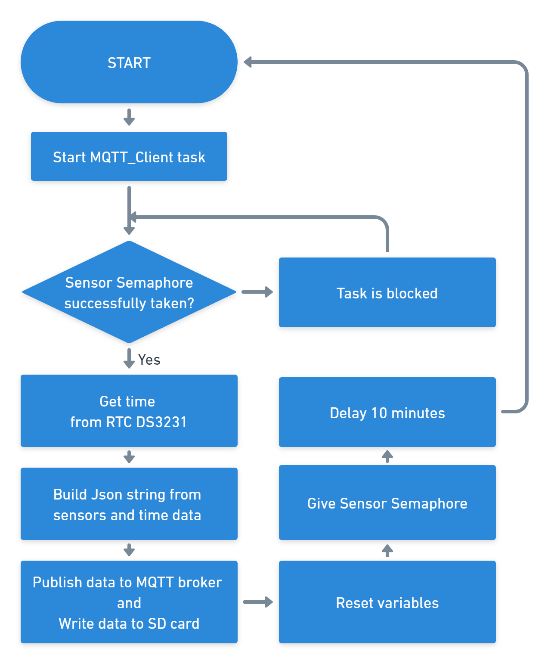 START
Start MQTT_Client task
Sensor Semaphore
successfully taken?
Task is blocked
Yes
Get time
from RTC DS3231
Build Json string from
sensors and time data
Publish data to MQTT broker
and
Write data to SD card
Reset variables
Give Sensor Semaphore
Delay 10 minutes